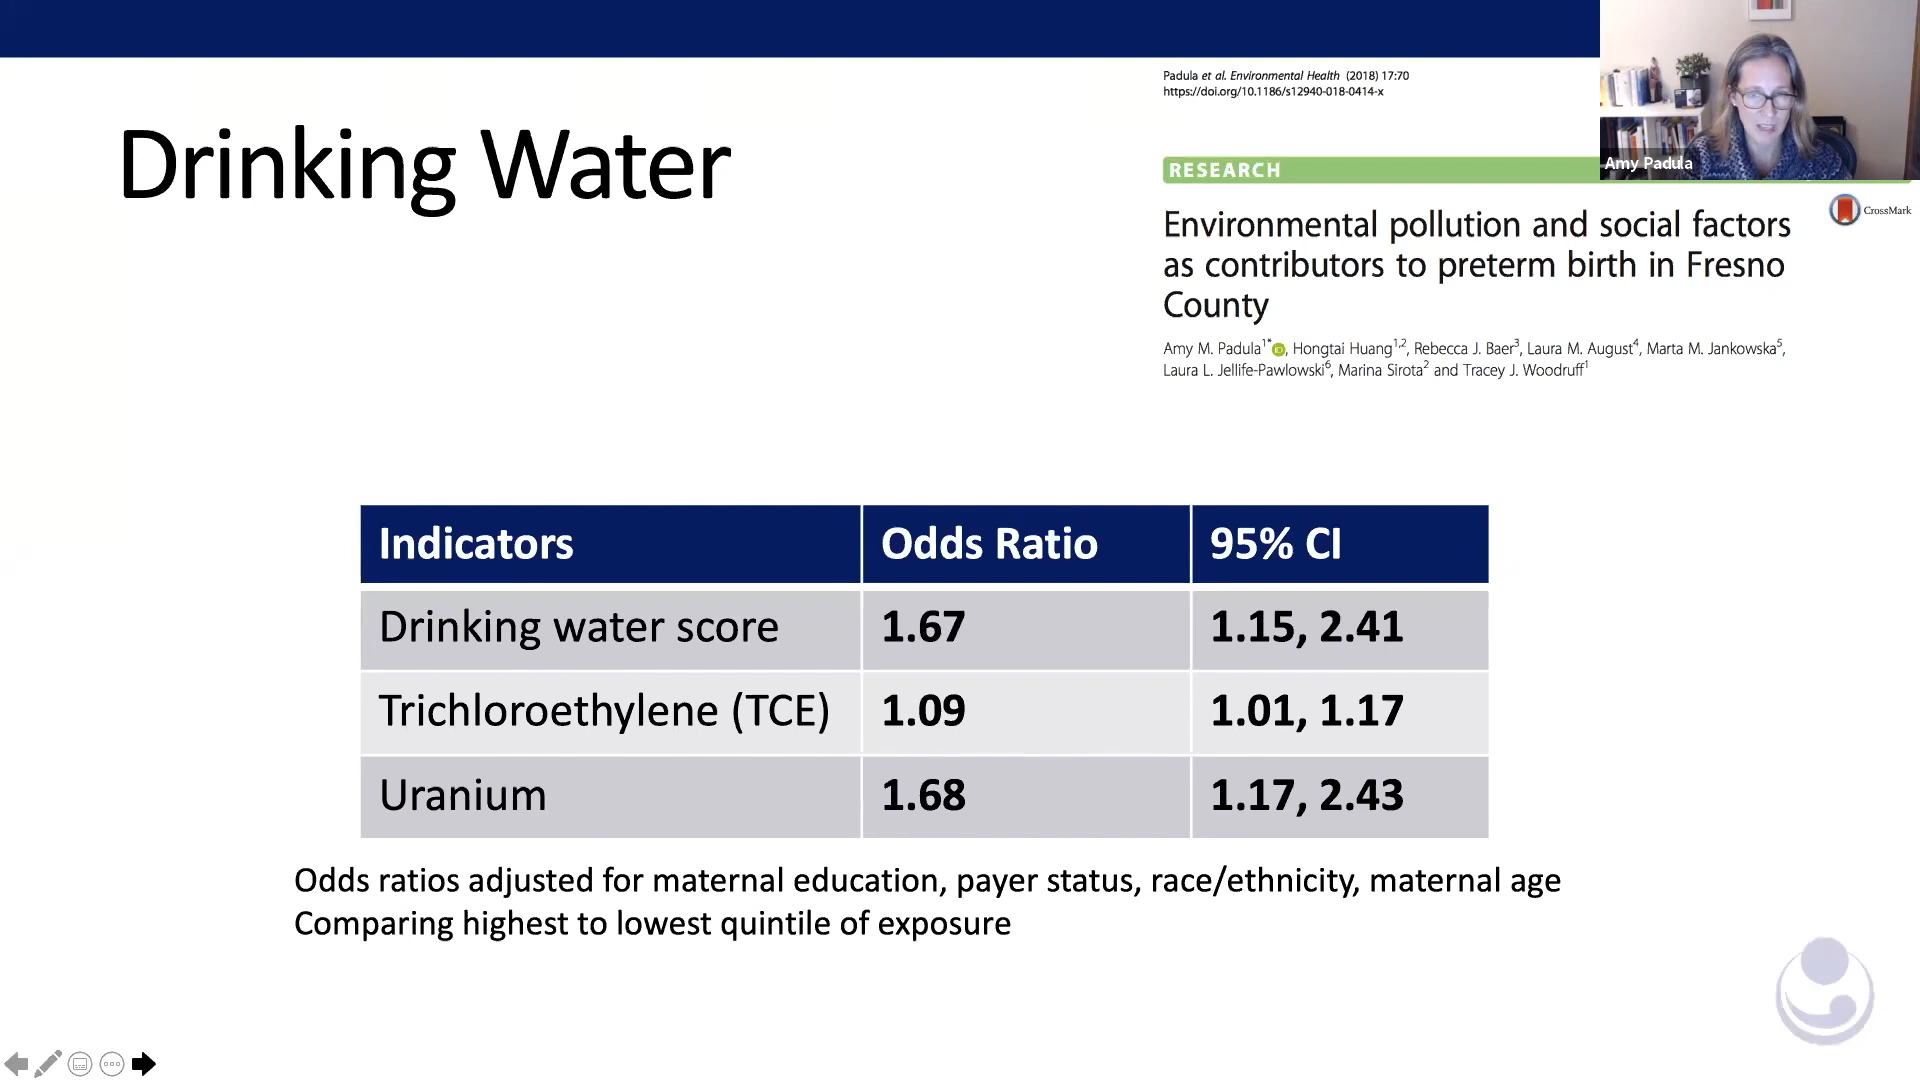 Padula et al. Environmental Health (2018) 17:70
https://doi.org/10.1186/s12940-018-0414-x
Amy Padula
Drinking Water
RESEARCH
CrossMark
Environmental pollution and social factors
as contributors to preterm birth in Fresno
County
Amy M. Padula1*, Hongtai Huang1,2, Rebecca J. Baer3, Laura M. August4, Marta M. Jankowska5,
Laura L. Jellife-Pawlowski6, Marina Sirota2 and Tracey J. Woodruff1
Indicators Odds Ratio 95% CI
Drinking water score 1.67 1.15, 2.41
Trichloroethylene (TCE) 1.09 1.01, 1.17
Uranium 1.68 1.17, 2.43
Odds ratios adjusted for maternal education, payer status, race/ethnicity, maternal age
Comparing highest to lowest quintile of exposure